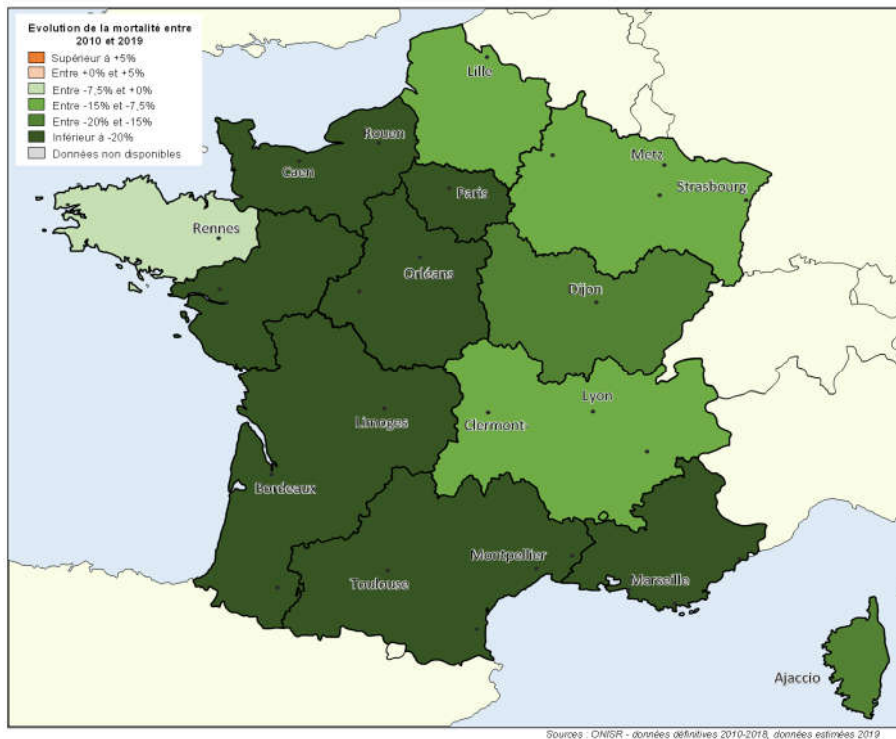 Evolution de la mortalité entre
2010 et 2019
Supérieur à +5%
Entre +0% et +5%
Entre -7,5% et +0%
Entre -15% et -7,5%
Entre -20% et -15%
Inférieur à -20%
Données non disponibles
Lille
Rouen
Caen
Metz
Paris
Strasbourg
Rennes
Orléans
Dijon
Lyon
Limoges
Clermont
Bordeaux
Montpellier
Toulouse
Marseille
Ajaccio
Sources : ONISR - données définitives 2010-2018, données estimées 2019